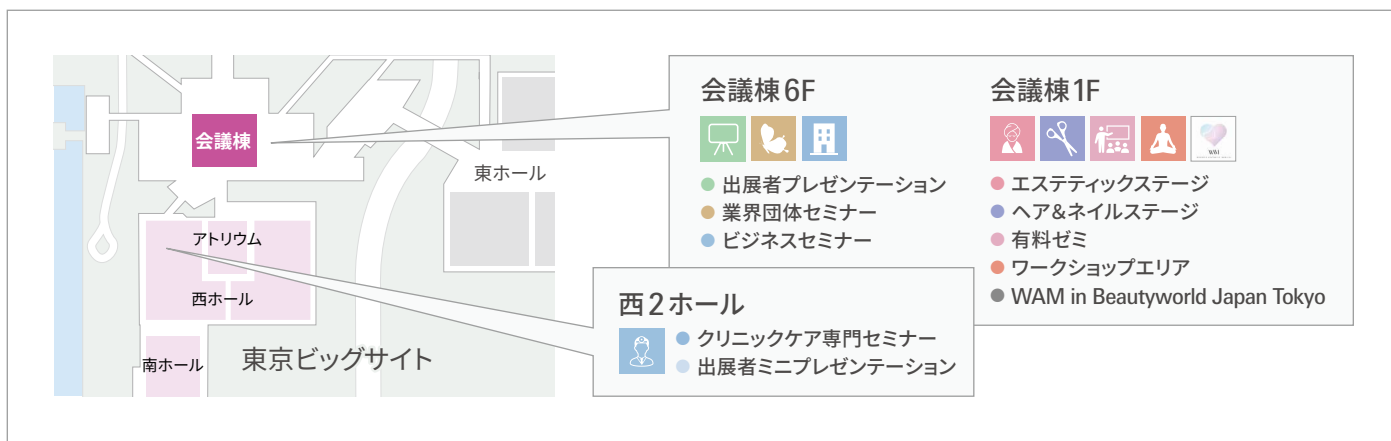 会議棟
東ホール
アトリウム
西ホール
南ホール
東京ビッグサイト
会議棟6F
出展者プレゼンテーション
業界団体セミナー
ビジネスセミナー
会議棟1F
WAM
エステティックステージ
ヘア&ネイルステージ
有料ゼミ
ワークショップエリア
WAM in Beautyworld Japan Tokyo
西2ホール
クリニックケア専門セミナー
出展者ミニプレゼンテーション